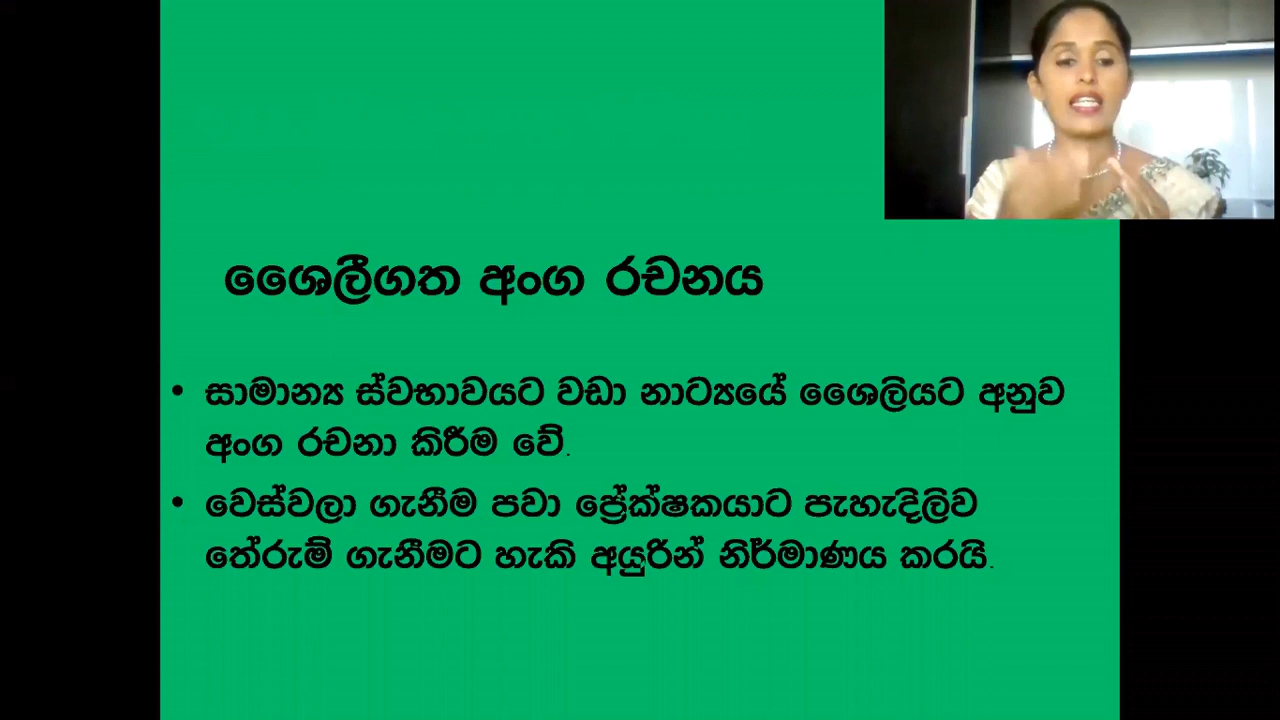 ශෛලීගත අංග රචනය
• සාමාන්‍ය ස්වභාවයට වඩා නාට්‍යයේ ශෛලියට අනුව
අංග රචනා කිරීම වේ.
• වෙස්වලා ගැනීම පවා ප්‍රේක්ෂකයාට පැහැදිලිව
තේරුම් ගැනීමට හැකි අයුරින් නිර්මාණය කරයි.